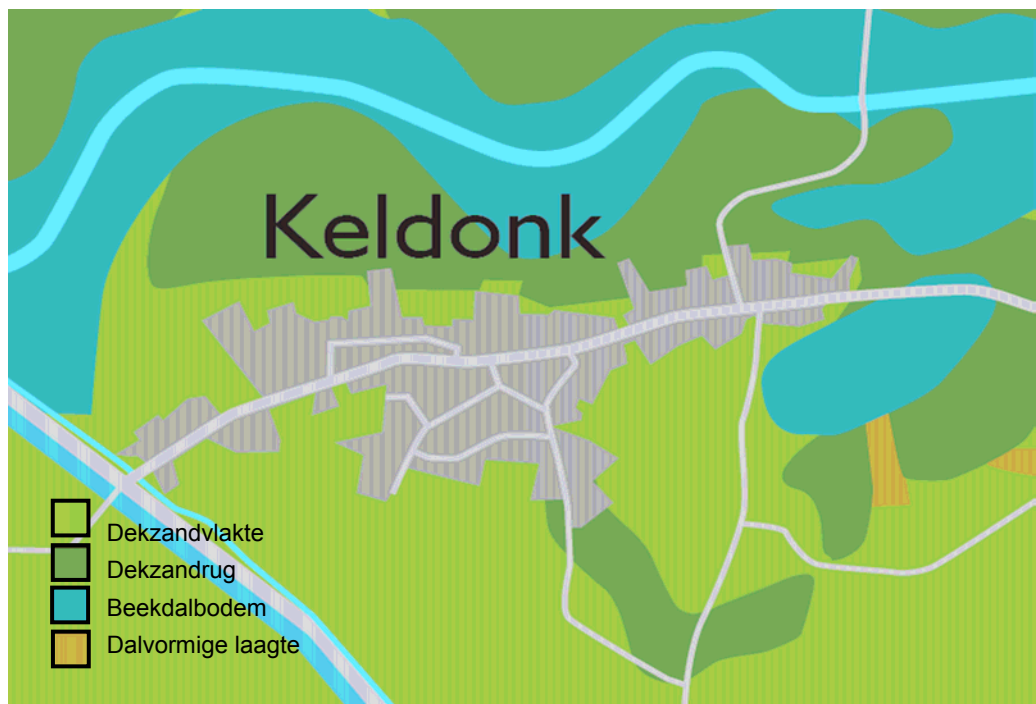 Keldonk
Dekzandvlakte
Dekzandrug
Beekdalbodem
Dalvormige laagte